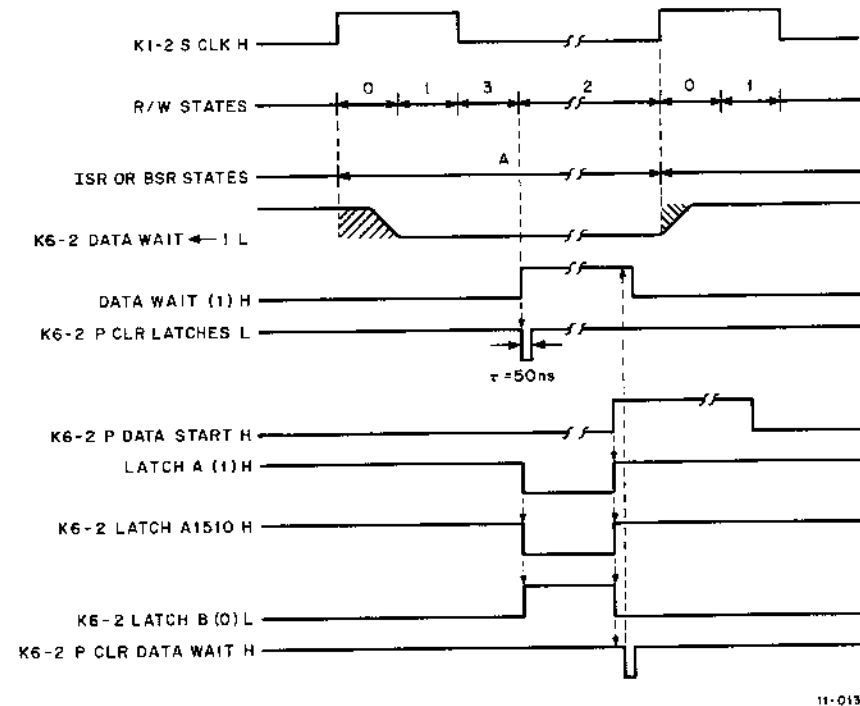 K1-2 S CLK H
0 1 3 2 0 1
R/W STATES
A
ISR OR BSR STATES
K6-2 DATA WAIT ← 1 L
DATA WAIT (1) H
K6-2 P CLR LATCHES L
τ = 50ns
K6-2 P DATA START H
LATCH A (1) H
K6-2 LATCH A1510 H
K6-2 LATCH B (0) L
K6-2 P CLR DATA WAIT H
11-013